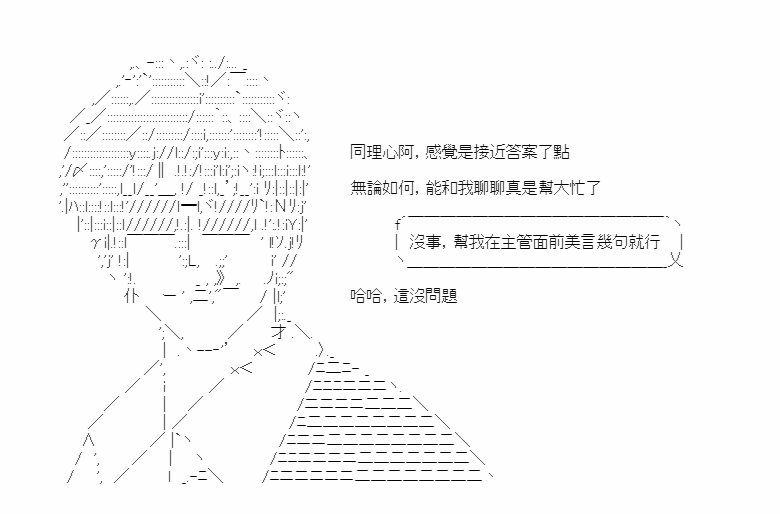 同理心阿, 感覺是接近答案了點
無論如何, 能和我聊聊真是幫大忙了
沒事, 幫我在主管面前美言幾句就行
哈哈, 這沒問題